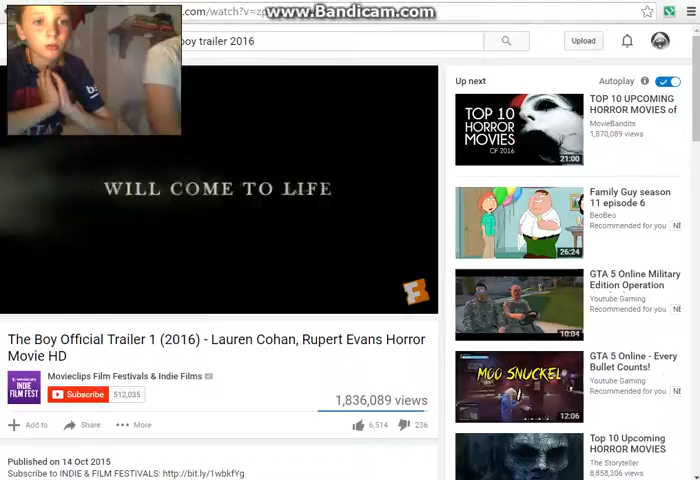 .com/watch?v=zp
www.Bandicam.com
boy trailer 2016
Upload
WILL COME TO LIFE
The Boy Official Trailer 1 (2016) - Lauren Cohan, Rupert Evans Horror
Movie HD
Movieclips Film Festivals & Indie Films
MOVIECLIPS
INDIE
FILM FEST
Subscribe
512,035
1,836,089 views
Add to
Share
More
6,514
236
Published on 14 Oct 2015
Subscribe to INDIE & FILM FESTIVALS: http://bit.ly/1wbkfYg
Up next
Autoplay
TOP 10
HORROR
MOVIES
OF 2016
21:00
TOP 10 UPCOMING
HORROR MOVIES of
MovieBandits
1,870,089 views
26:24
Family Guy season
11 episode 6
BeoBeo
Recommended for you
NE
10:04
GTA 5 Online Military
Edition Operation
Youtube Gaming
Recommended for you
NE
MOO SNUCKEL
12:06
GTA 5 Online - Every
Bullet Counts!
Youtube Gaming
Recommended for you
NE
Top 10 Upcoming
HORROR MOVIES
The Storyteller
8,858,306 views